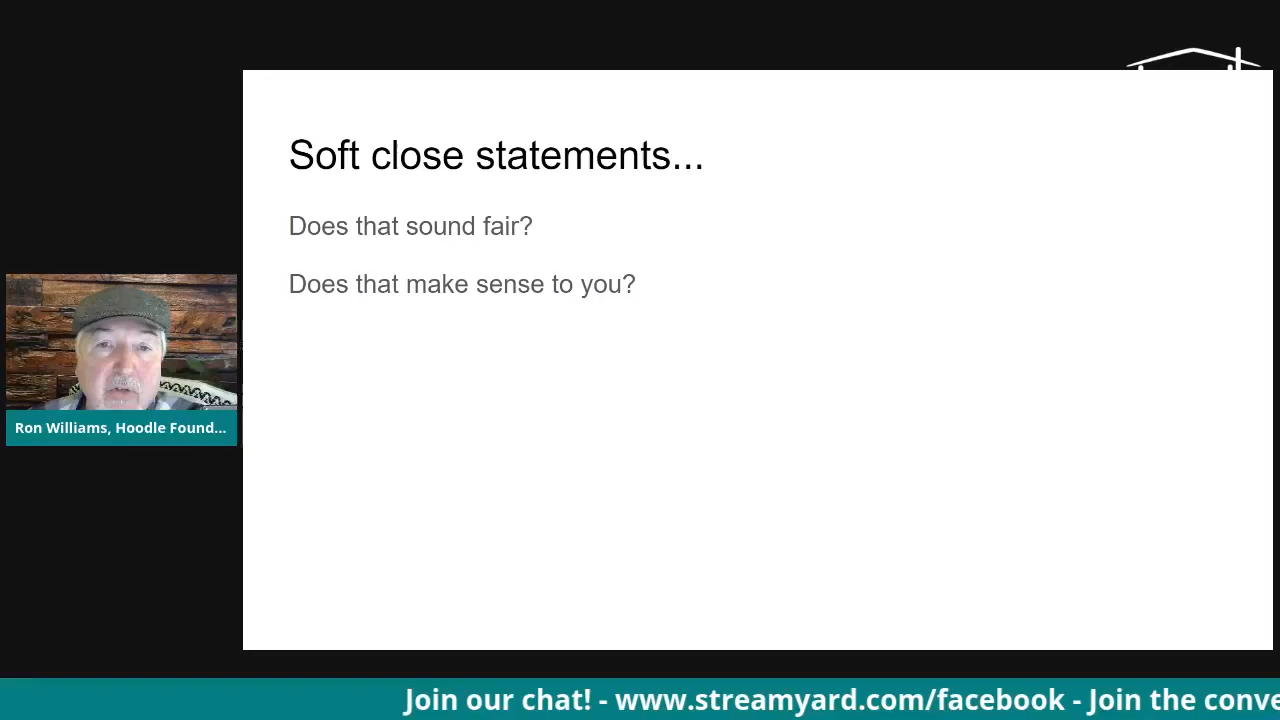 Soft close statements...
Does that sound fair?
Does that make sense to you?
Ron Williams, Hoodle Found...
Join our chat! - www.streamyard.com/facebook - Join the conve